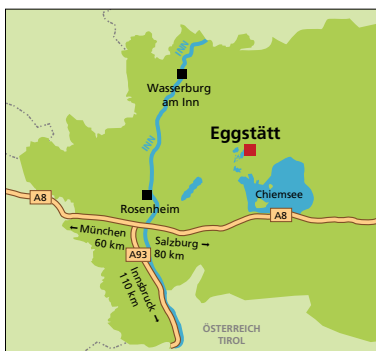 INN
Wasserburg
am Inn
Eggstätt
INN
Chiemsee
A8
Rosenheim
A8
← München
60 km
Salzburg →
80 km
A93
Innsbruck →
110 km
ÖSTERREICH
TIROL